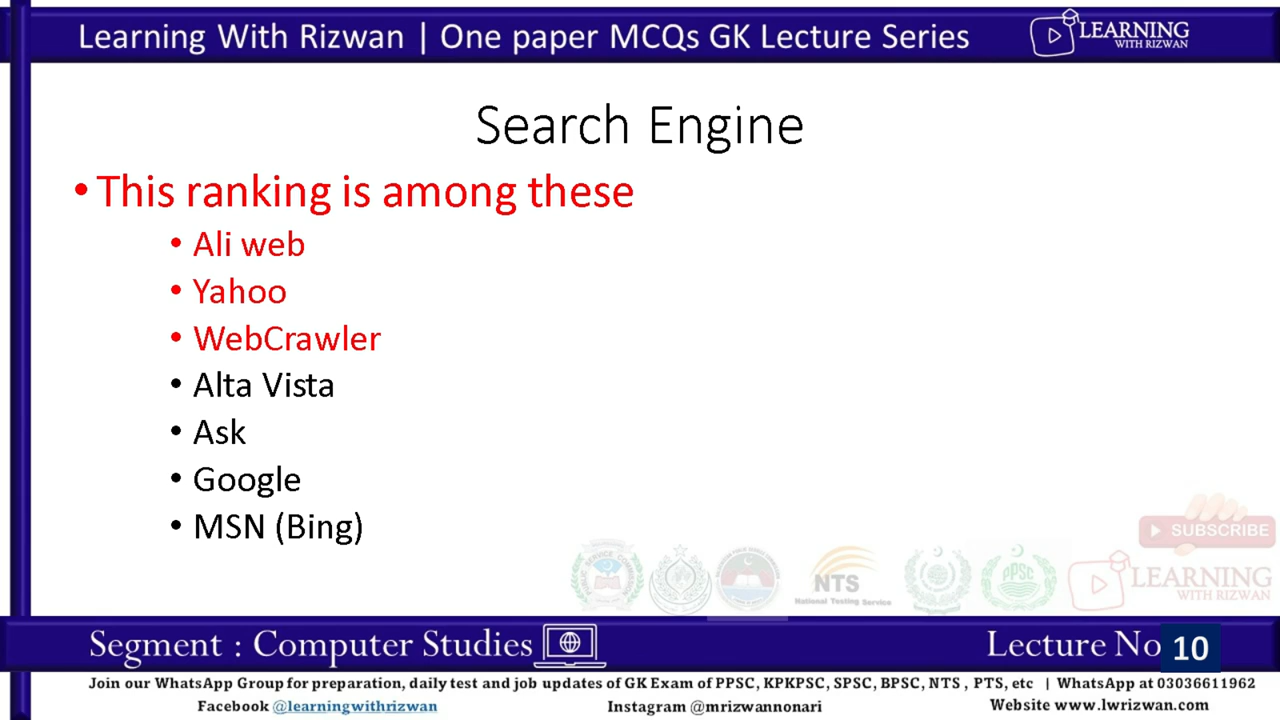 Learning With Rizwan | One paper MCQs GK Lecture Series
LEARNING
WITH RIZWAN
Search Engine
• This ranking is among these
• Ali web
• Yahoo
• WebCrawler
• Alta Vista
• Ask
• Google
• MSN (Bing)
SUBSCRIBE
NTS
National Testing Service
PPSC
LEARNING
WITH RIZWAN
Segment : Computer Studies
Lecture No 10
Join our WhatsApp Group for preparation, daily test and job updates of GK Exam of PPSC, KPKPSC, SPSC, BPSC, NTS , PTS, etc | WhatsApp at 03036611962
Facebook @learningwithrizwan Instagram @mrizwannonari Website www.lwrizwan.com